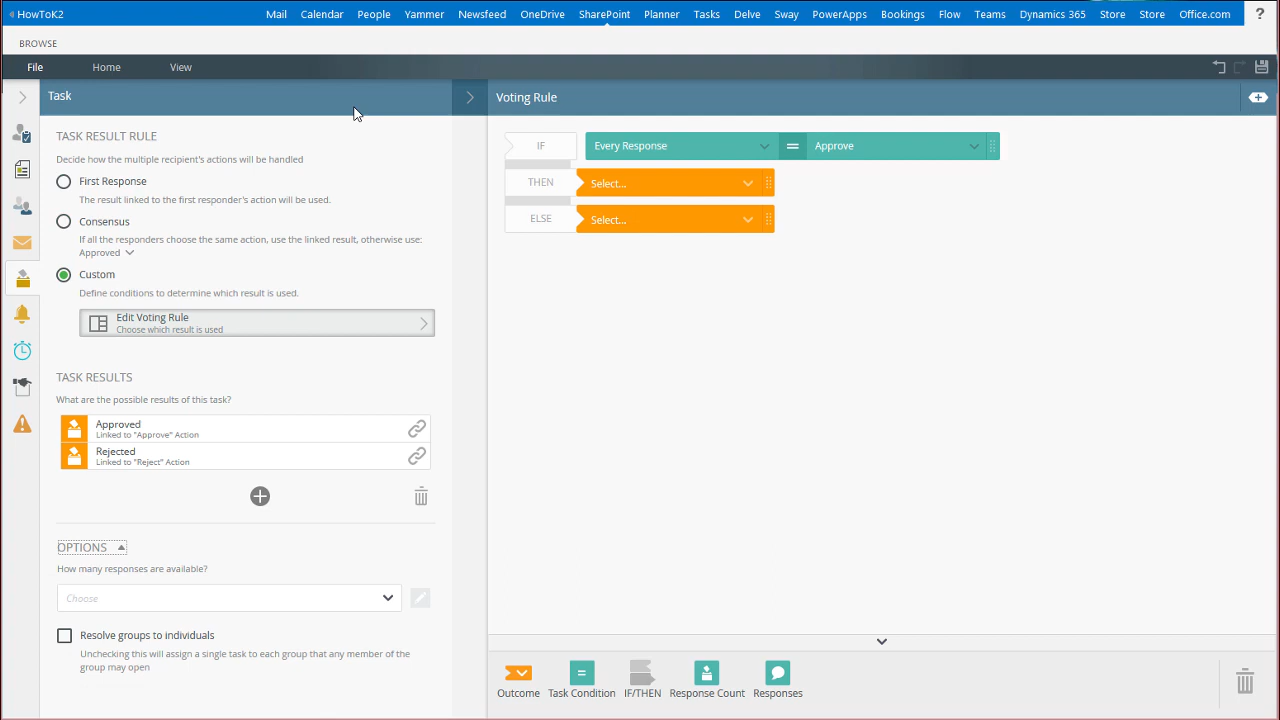 HowToK2
Mail Calendar People Yammer Newsfeed OneDrive SharePoint Planner Tasks Delve Sway PowerApps Bookings Flow Teams Dynamics 365 Store Store Office.com ?
BROWSE
File Home View
Task
Voting Rule
TASK RESULT RULE
Decide how the multiple recipient's actions will be handled
First Response
The result linked to the first responder's action will be used.
Consensus
If all the responders choose the same action, use the linked result, otherwise use:
Approved
Custom
Define conditions to determine which result is used.
Edit Voting Rule
Choose which result is used
TASK RESULTS
What are the possible results of this task?
Approved
Linked to "Approve" Action
Rejected
Linked to "Reject" Action
OPTIONS
How many responses are available?
Choose
Resolve groups to individuals
Unchecking this will assign a single task to each group that any member of the
group may open
IF Every Response = Approve
THEN Select...
ELSE Select...
Outcome Task Condition IF/THEN Response Count Responses